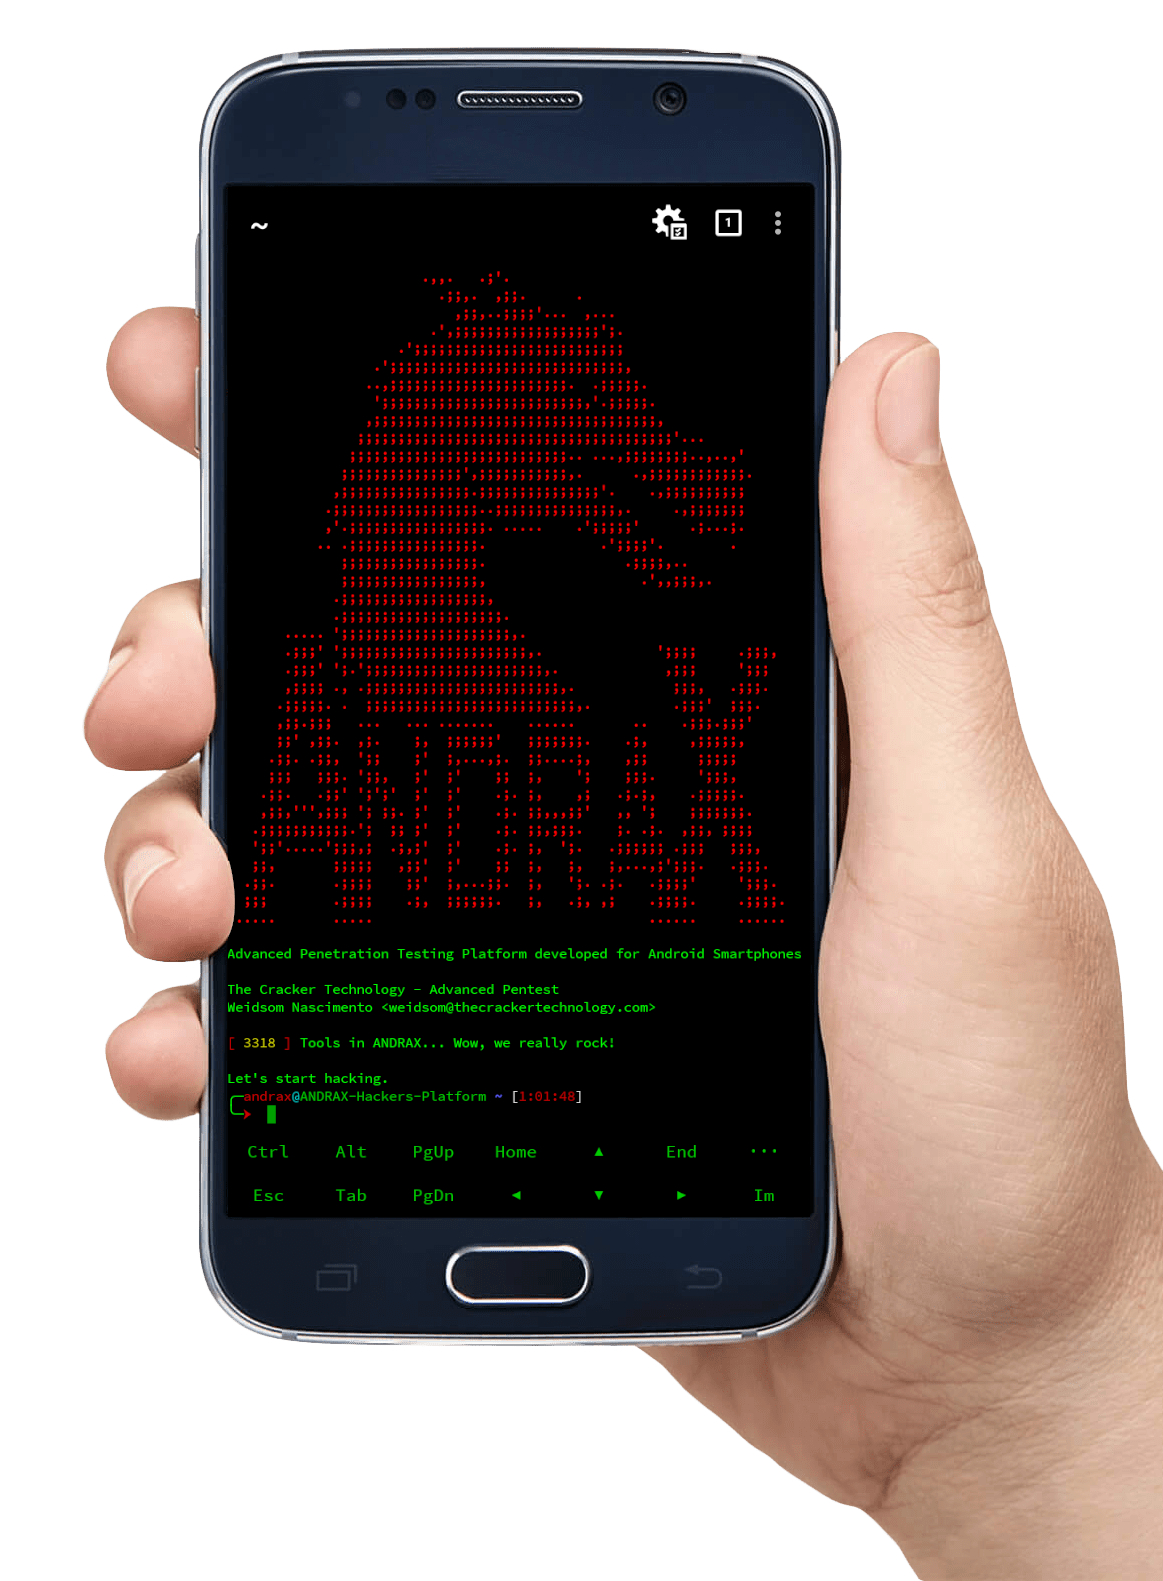 ~
1
ANDRAX
Advanced Penetration Testing Platform developed for Android Smartphones
The Cracker Technology - Advanced Pentest
Weidsom Nascimento <weidsom@thecrackertechnology.com>
[ 3318 ] Tools in ANDRAX... Wow, we really rock!
Let's start hacking.
andrax@ANDRAX-Hackers-Platform ~ [1:01:48]
Ctrl Alt PgUp Home ▲ End ...
Esc Tab PgDn ◄ ▼ ► Im